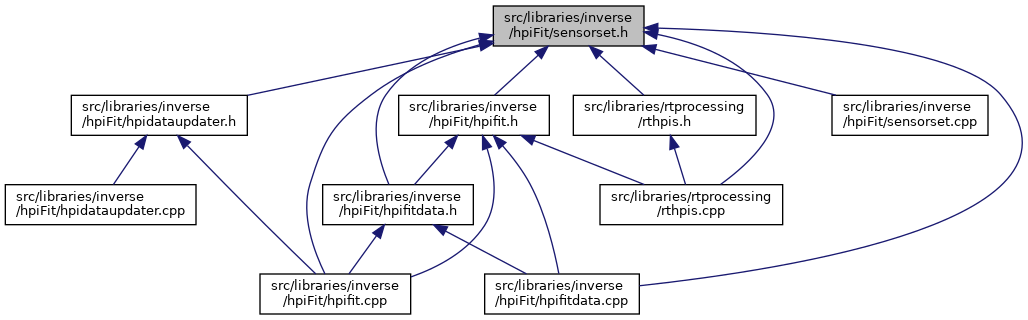 src/libraries/inverse
/hpiFit/sensorset.h
src/libraries/inverse
/hpiFit/hpidataupdater.h
src/libraries/inverse
/hpiFit/hpifit.h
src/libraries/rtprocessing
/rthpis.h
src/libraries/inverse
/hpiFit/sensorset.cpp
src/libraries/inverse
/hpiFit/hpidataupdater.cpp
src/libraries/inverse
/hpiFit/hpifitdata.h
src/libraries/rtprocessing
/rthpis.cpp
src/libraries/inverse
/hpiFit/hpifit.cpp
src/libraries/inverse
/hpiFit/hpifitdata.cpp